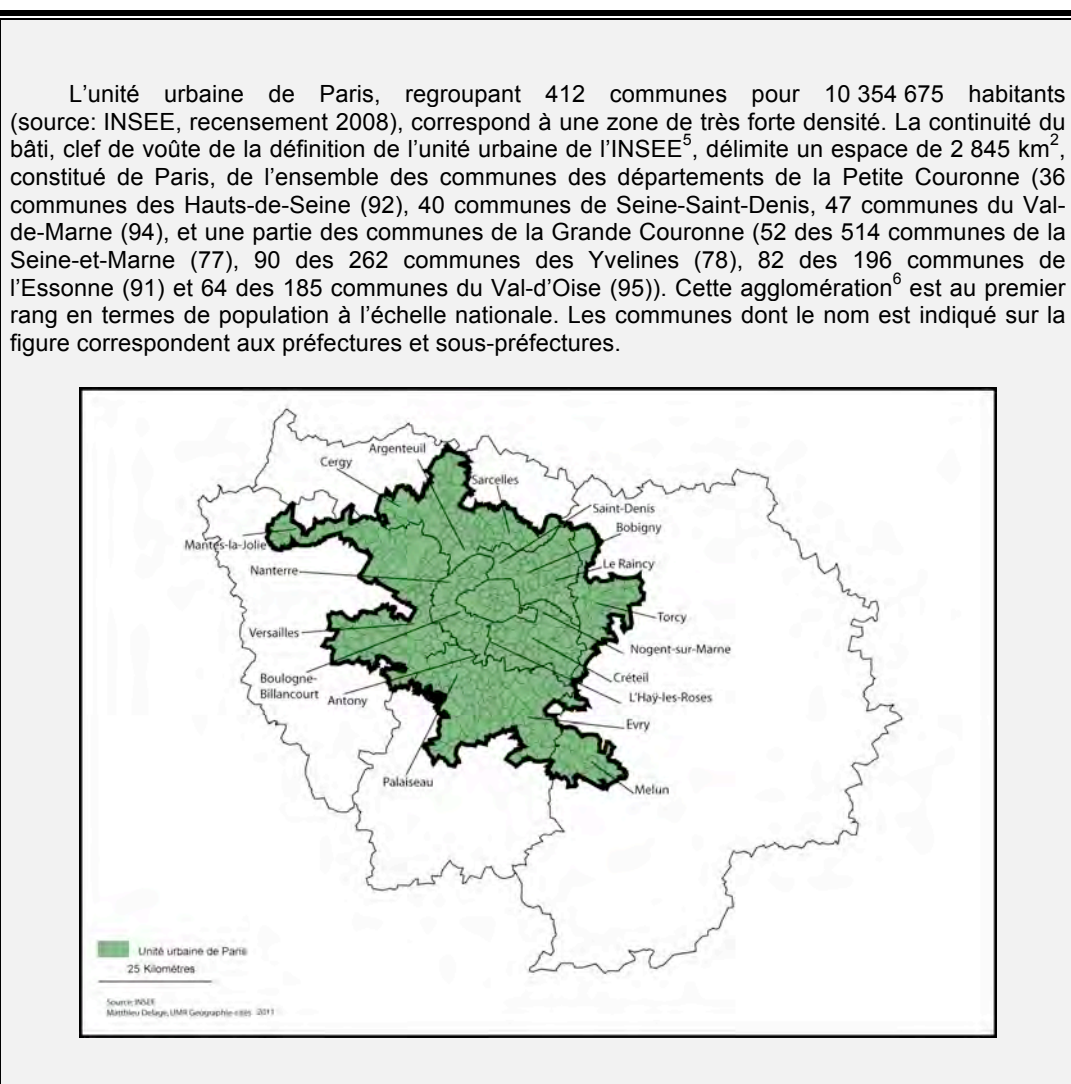 L’unité urbaine de Paris, regroupant 412 communes pour 10 354 675 habitants
(source: INSEE, recensement 2008), correspond à une zone de très forte densité. La continuité du
bâti, clef de voûte de la définition de l’unité urbaine de l’INSEE⁵, délimite un espace de 2 845 km²,
constitué de Paris, de l’ensemble des communes des départements de la Petite Couronne (36
communes des Hauts-de-Seine (92), 40 communes de Seine-Saint-Denis, 47 communes du Val-
de-Marne (94), et une partie des communes de la Grande Couronne (52 des 514 communes de la
Seine-et-Marne (77), 90 des 262 communes des Yvelines (78), 82 des 196 communes de
l’Essonne (91) et 64 des 185 communes du Val-d’Oise (95)). Cette agglomération⁶ est au premier
rang en termes de population à l’échelle nationale. Les communes dont le nom est indiqué sur la
figure correspondent aux préfectures et sous-préfectures.
Argenteuil
Cergy
Sarcelles
Saint-Denis
Bobigny
Mantes-la-Jolie
Le Raincy
Nanterre
Torcy
Versailles
Nogent-sur-Marne
Boulogne-
Billancourt
Créteil
Antony
L’Haÿ-les-Roses
Evry
Palaiseau
Melun
Unité urbaine de Paris
25 Kilomètres
Source: INSEE
Matthieu Delage, UMR Géographie-cités 2011